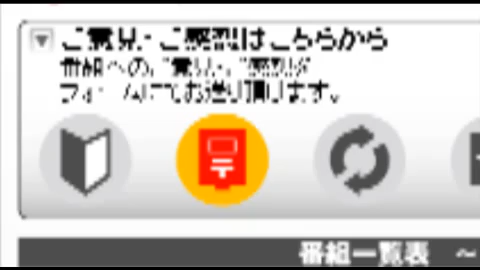 ご意見・ご感想はこちらから
番組へのご意見・ご感想が
フォームにてお送り頂けます。
番組一覧表 ～